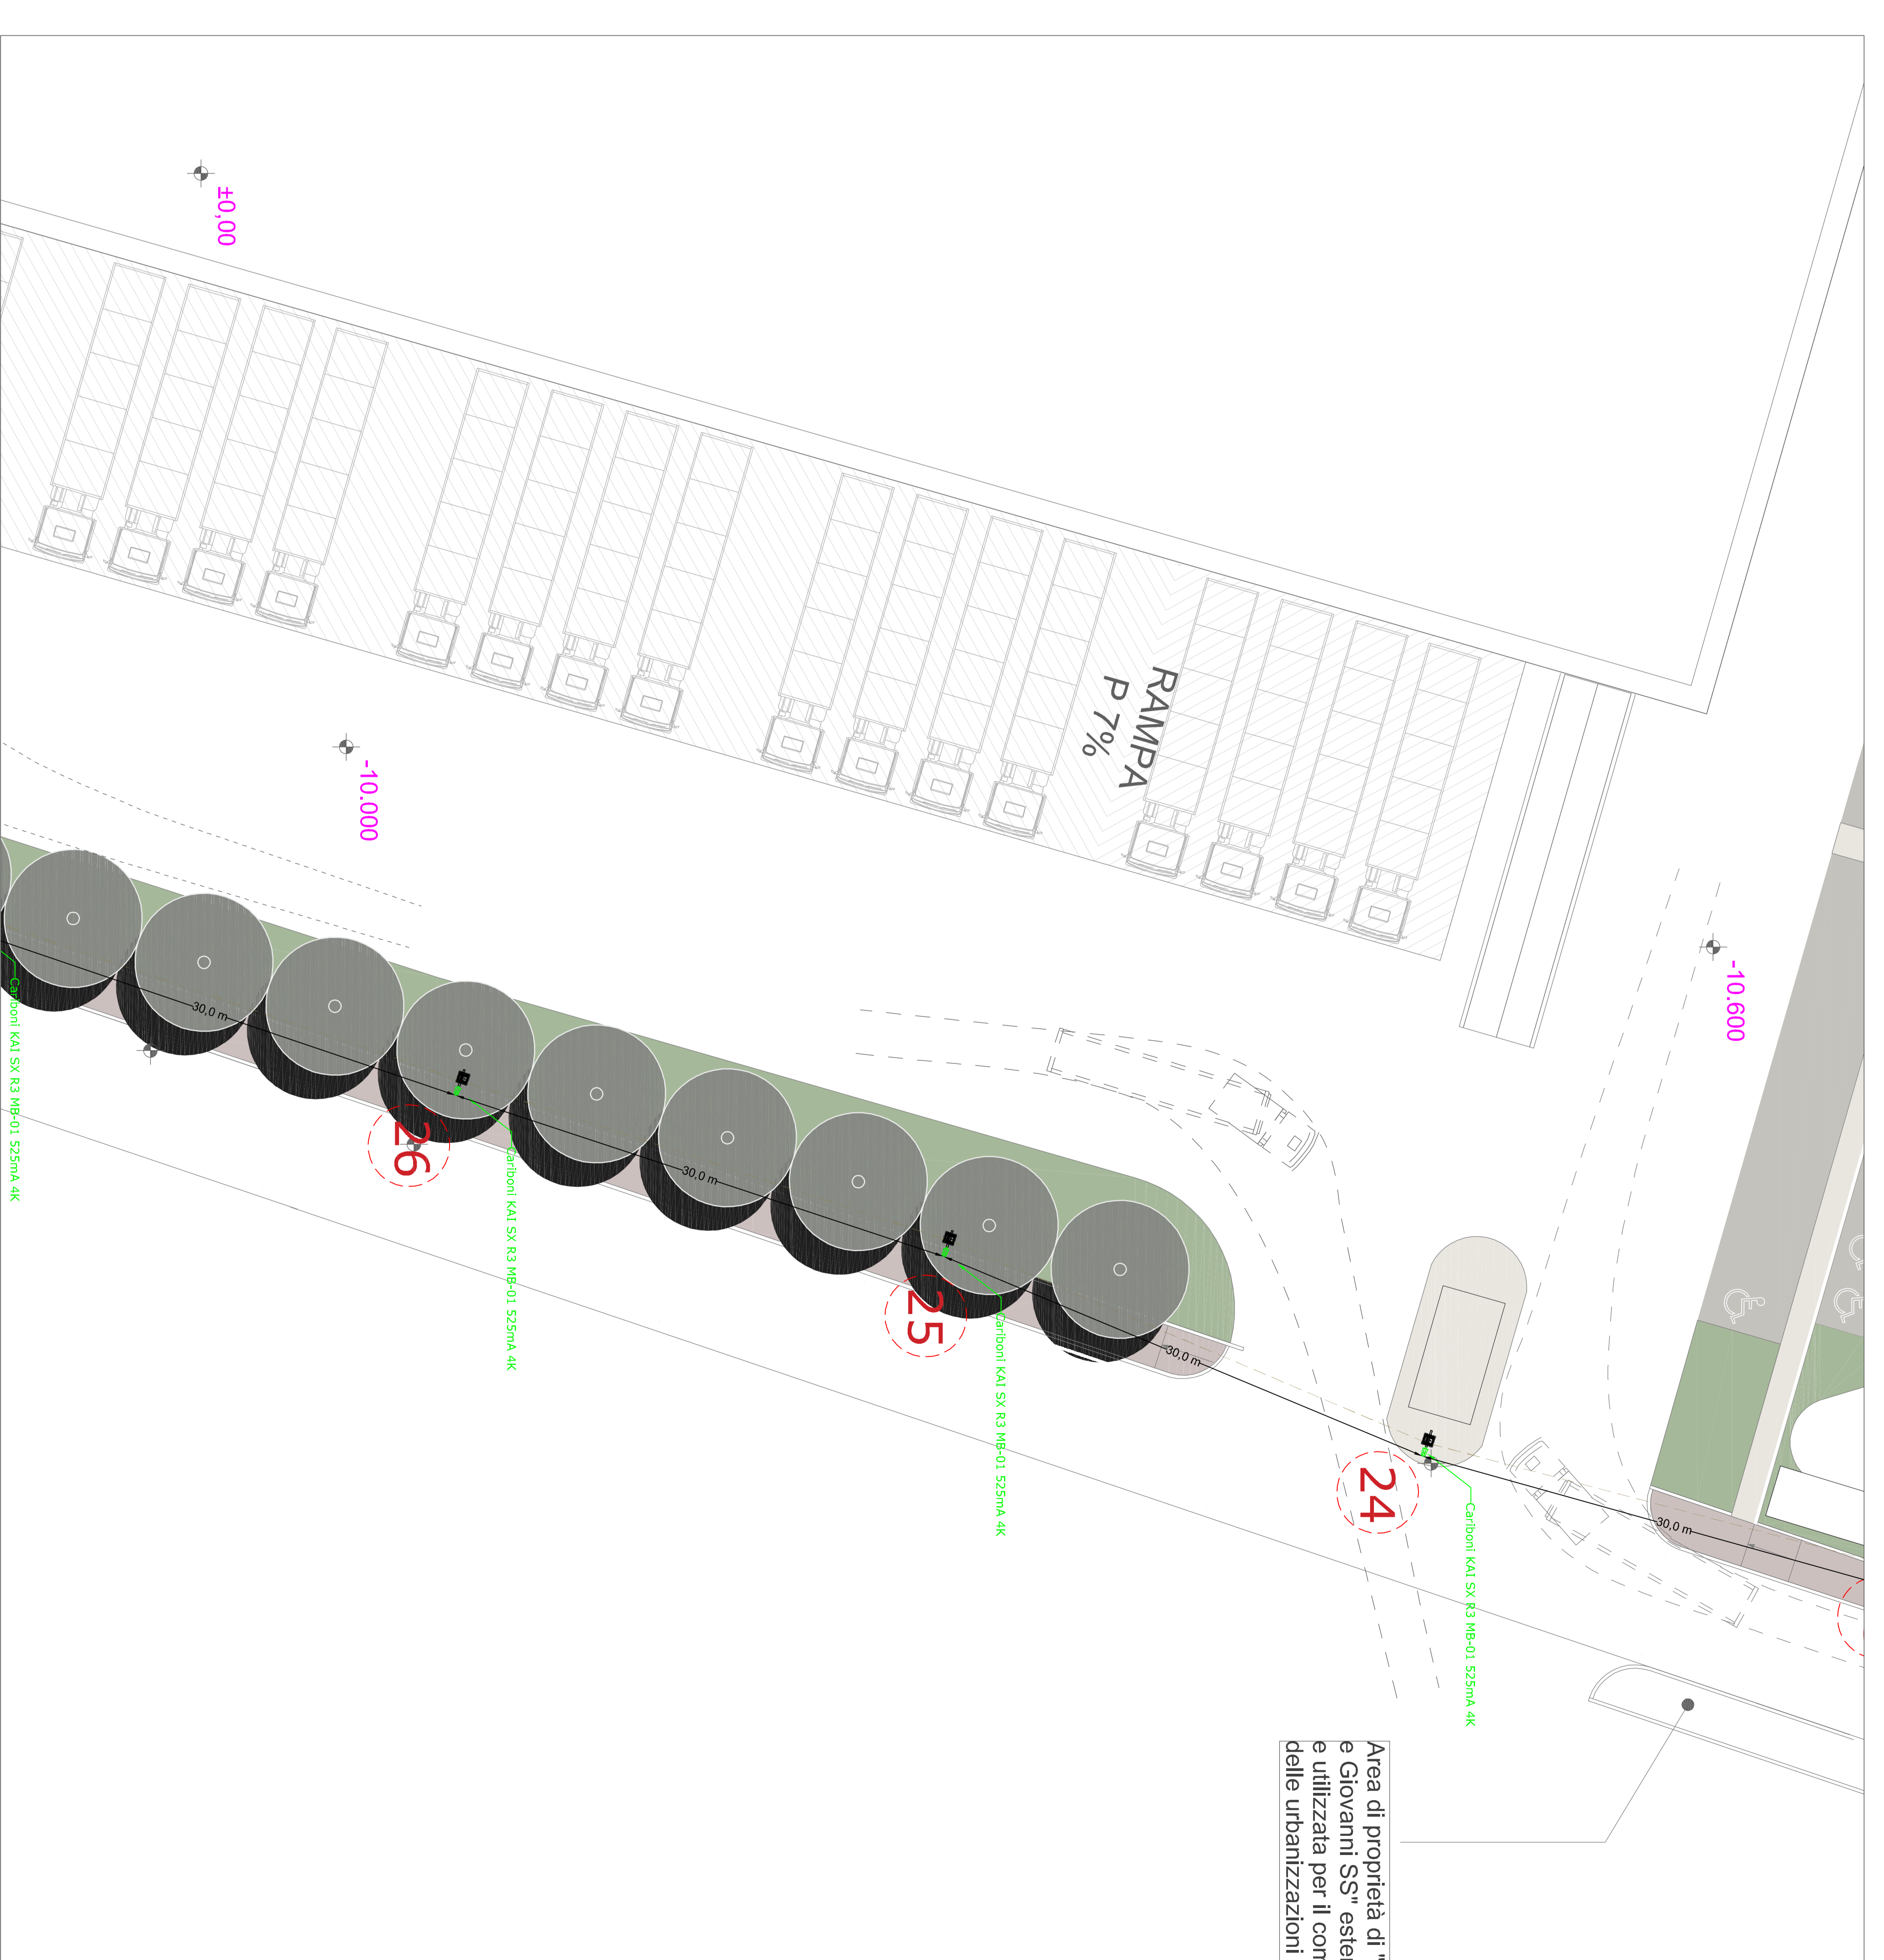 ±0,00
-10.000
-10.600
RAMPA
P 7%
30,0 m
30,0 m
30,0 m
30,0 m
26
25
24
Cariboni KAI SX R3 MB-01 525mA 4K
Cariboni KAI SX R3 MB-01 525mA 4K
Cariboni KAI SX R3 MB-01 525mA 4K
Cariboni KAI SX R3 MB-01 525mA 4K
Area di proprietà di "
e Giovanni SS" ester
e utilizzata per il com
delle urbanizzazioni